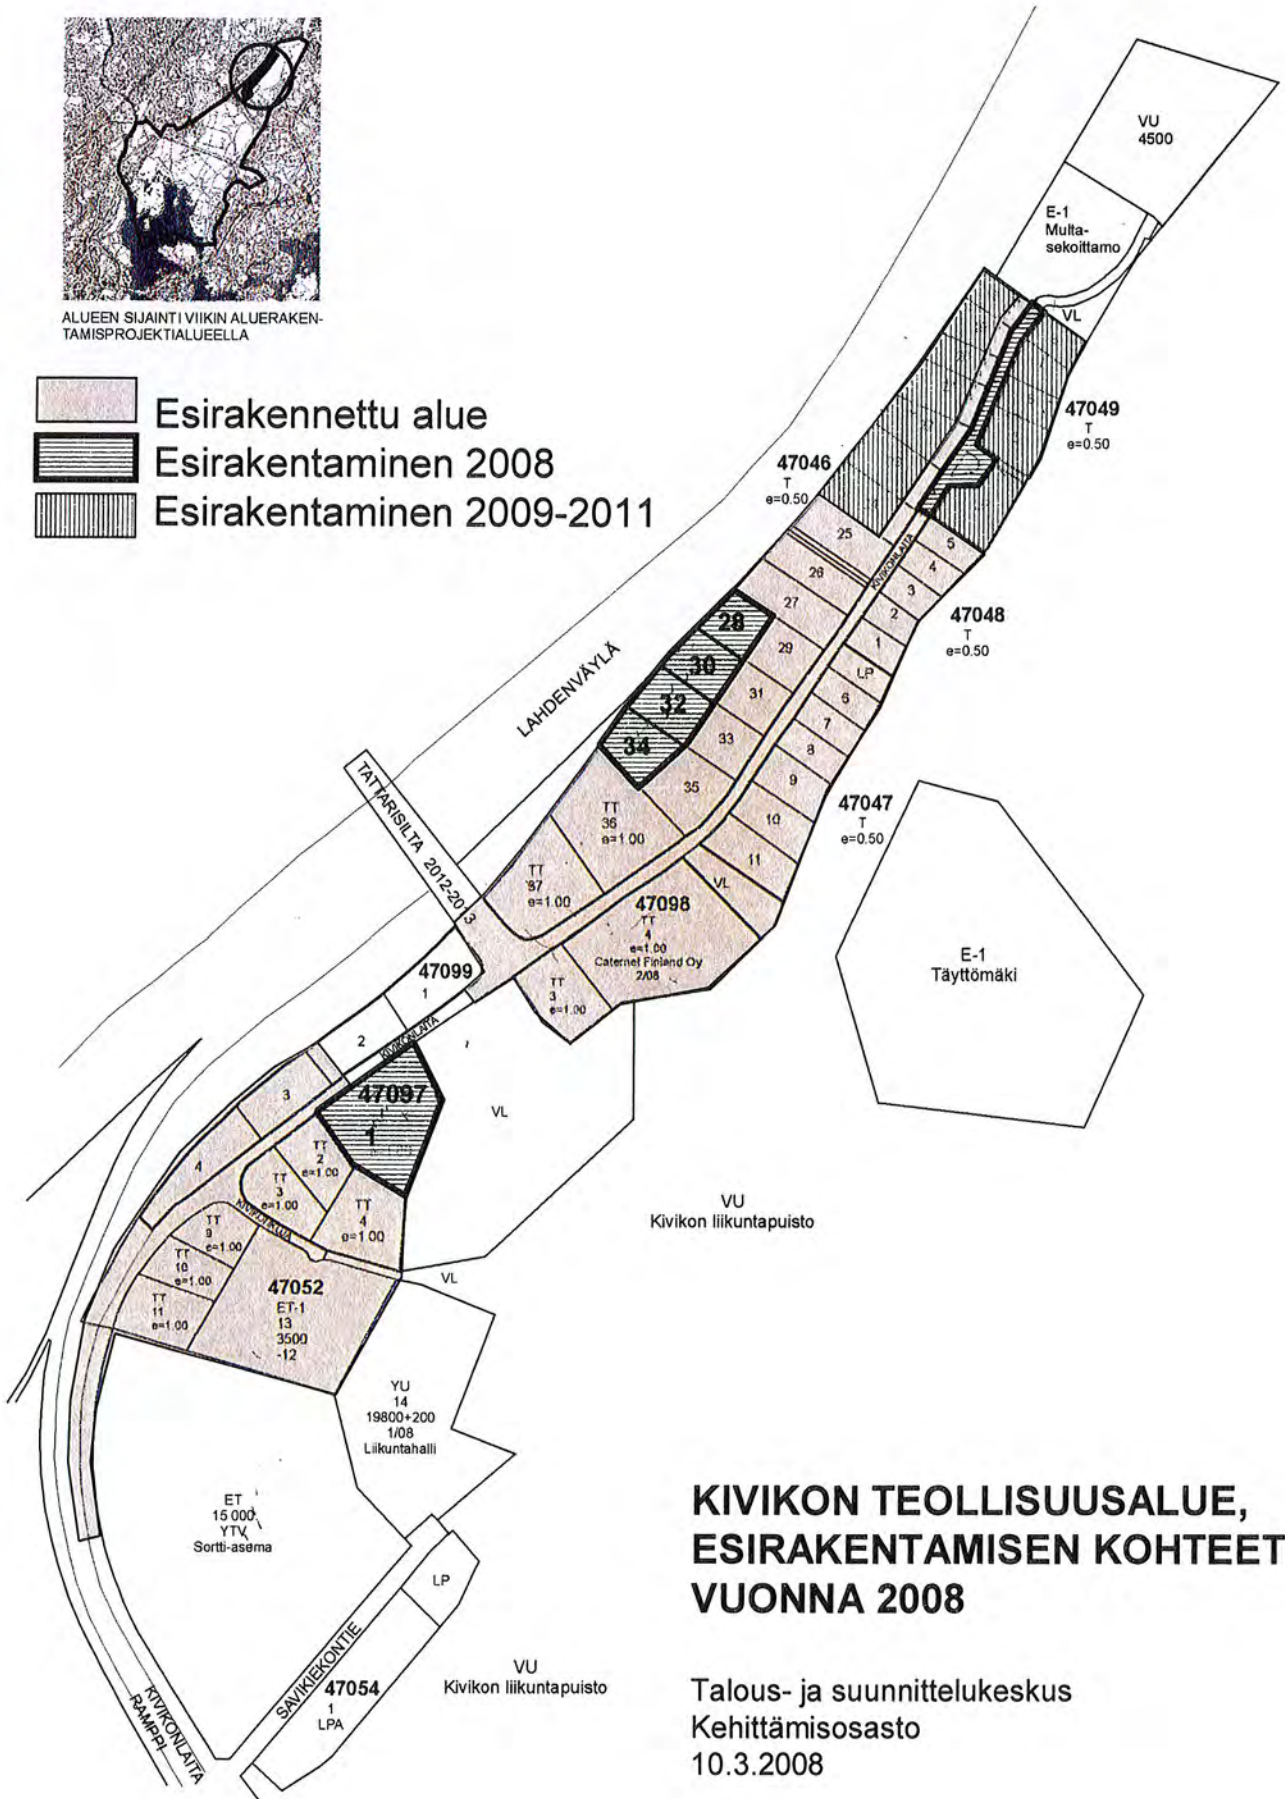 ALUEEN SIJAINTI VIIKIN ALUERAKEN-
TAMISPROJEKTIALUEELLA
Esirakennettu alue
Esirakentaminen 2008
Esirakentaminen 2009-2011
VU
4500
E-1
Multa-
sekoittamo
VL
47049
T
e=0.50
47046
T
e=0.50
25
26
27
28
29
30
31
32
33
34
35
KIVIKONLAITA
5
4
3
2
1
LP
6
7
8
9
10
11
VL
47048
T
e=0.50
47047
T
e=0.50
LAHDENVÄYLÄ
TATTARISILTA 2012-2013
TT
36
e=1.00
TT
37
e=1.00
47098
TT
4
e=1.00
Caternet Finland Oy
2/08
TT
3
e=1.00
E-1
Täyttömäki
47099
1
2
KIVIKONLAITA
3
4
47097
1
VL
TT
2
e=1.00
TT
3
e=1.00
TT
4
e=1.00
KIVIKONKUJA
TT
9
e=1.00
TT
10
e=1.00
TT
11
e=1.00
47052
ET-1
13
3500
-12
VL
VU
Kivikon liikuntapuisto
YU
14
19800+200
1/08
Liikuntahalli
ET
15 000
YTV
Sortti-asema
LP
SAVIKIEKONTIE
47054
1
LPA
KIVIKONLAITA
RAMPPI
VU
Kivikon liikuntapuisto
KIVIKON TEOLLISUUSALUE,
ESIRAKENTAMISEN KOHTEET
VUONNA 2008
Talous- ja suunnittelukeskus
Kehittämisosasto
10.3.2008